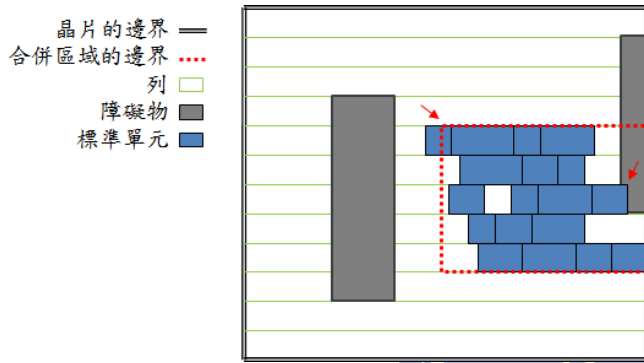 晶片的邊界
合併區域的邊界
列
障礙物
標準單元